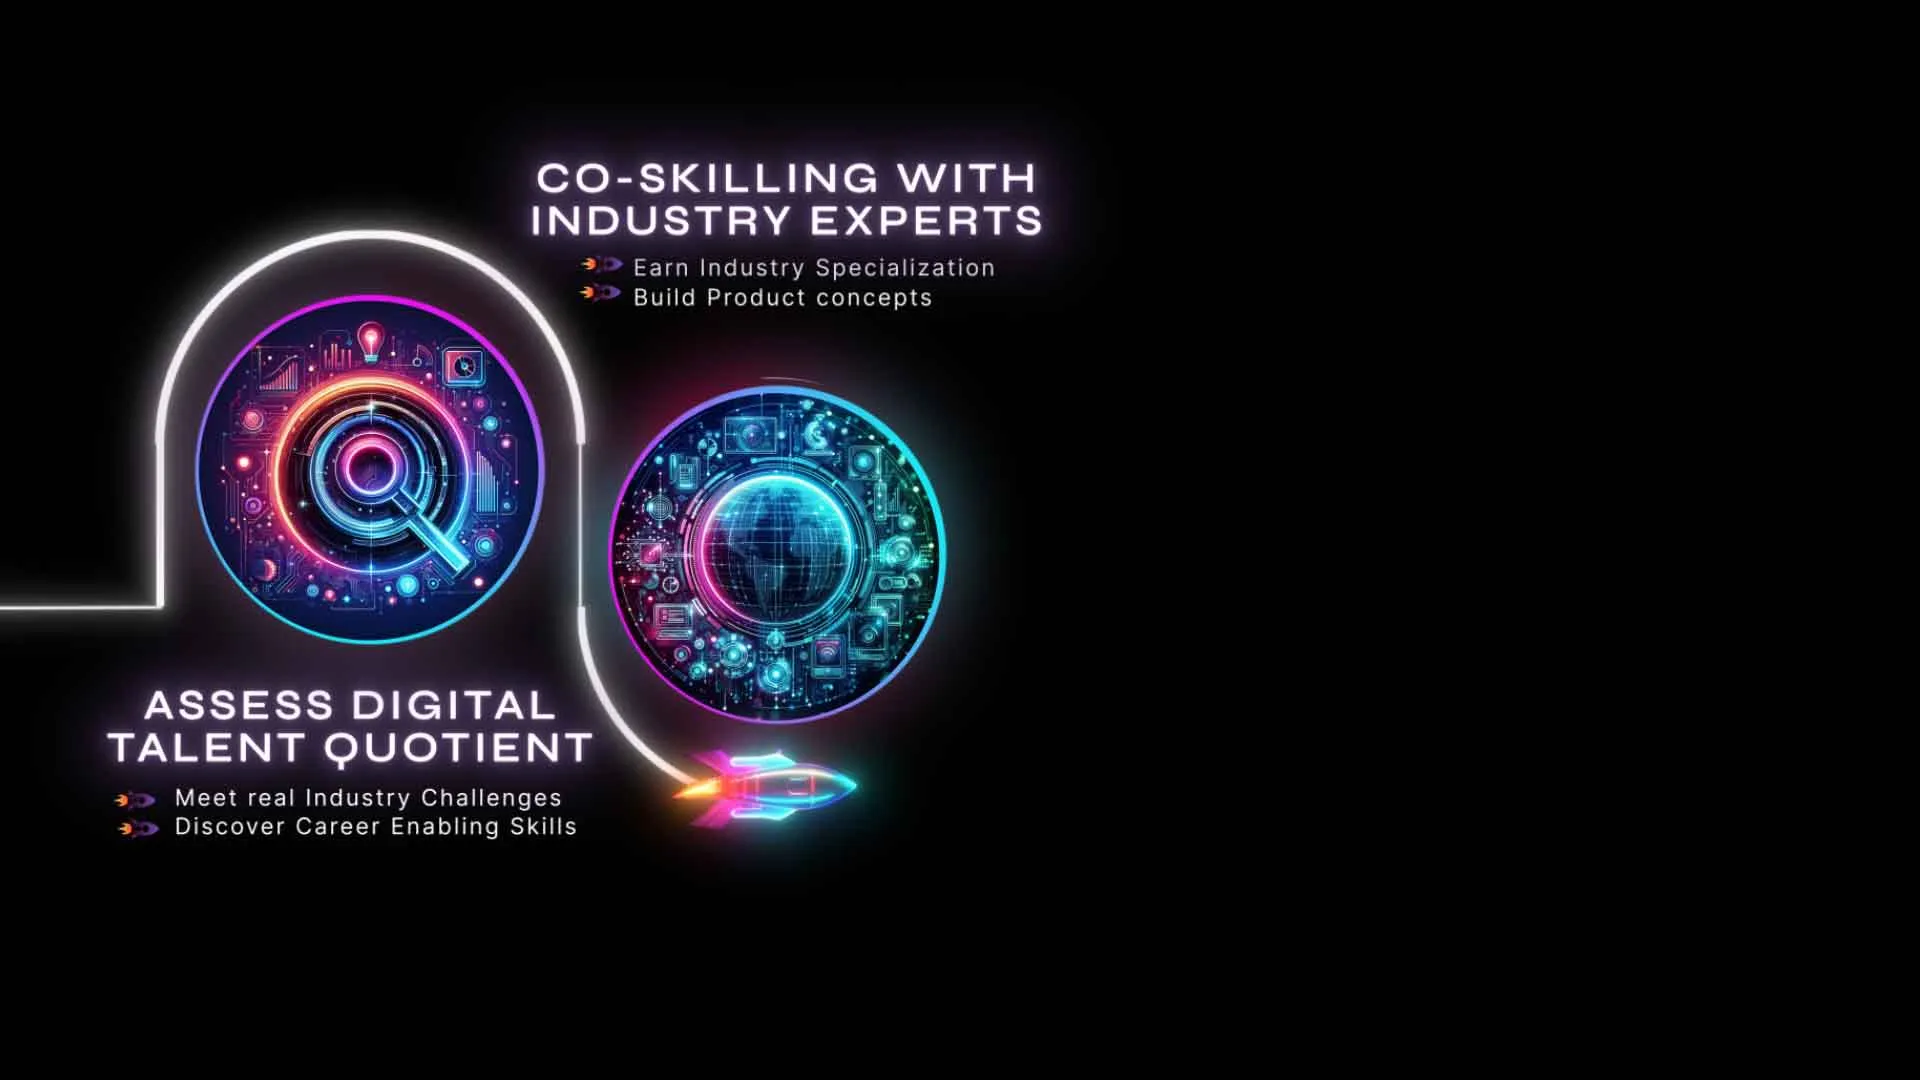 CO-SKILLING WITH
INDUSTRY EXPERTS
Earn Industry Specialization
Build Product concepts
ASSESS DIGITAL
TALENT QUOTIENT
Meet real Industry Challenges
Discover Career Enabling Skills